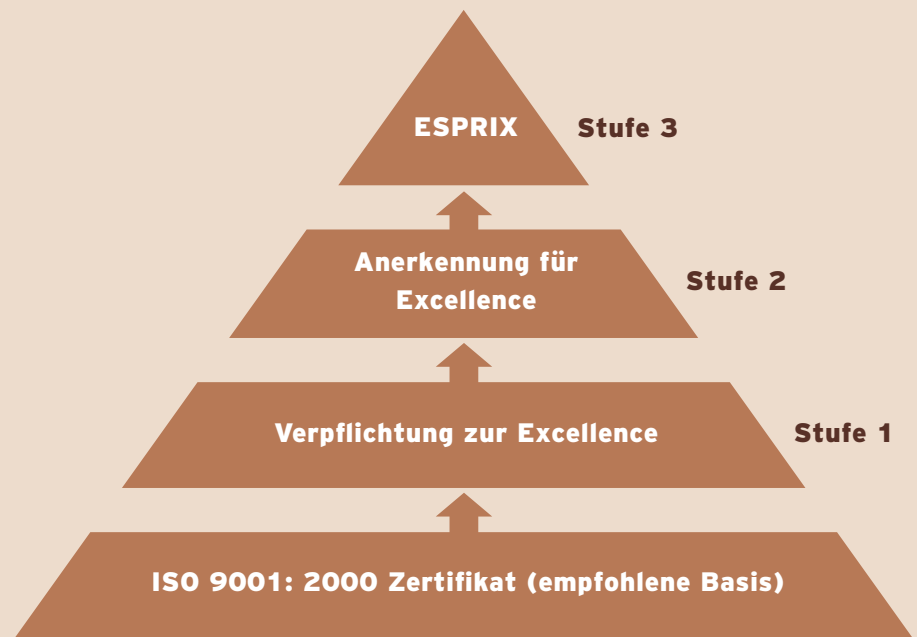 ESPRIX
Stufe 3
Anerkennung für
Excellence
Stufe 2
Verpflichtung zur Excellence
Stufe 1
ISO 9001: 2000 Zertifikat (empfohlene Basis)